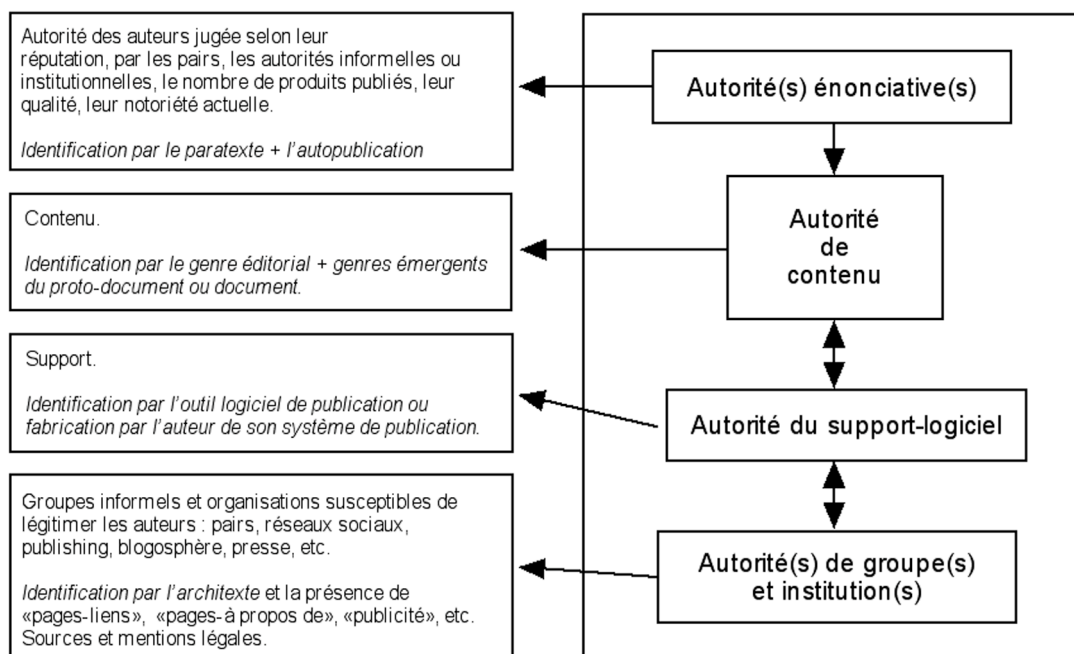 Autorité des auteurs jugée selon leur
réputation, par les pairs, les autorités informelles ou
institutionnelles, le nombre de produits publiés, leur
qualité, leur notoriété actuelle.
Identification par le paratexte + l'autopublication
Autorité(s) énonciative(s)
Contenu.
Identification par le genre éditorial + genres émergents
du proto-document ou document.
Autorité
de
contenu
Support.
Identification par l'outil logiciel de publication ou
fabrication par l'auteur de son système de publication.
Autorité du support-logiciel
Groupes informels et organisations susceptibles de
légitimer les auteurs : pairs, réseaux sociaux,
publishing, blogosphère, presse, etc.
Identification par l'architexte et la présence de
«pages-liens», «pages-à propos de», «publicité», etc.
Sources et mentions légales.
Autorité(s) de groupe(s)
et institution(s)